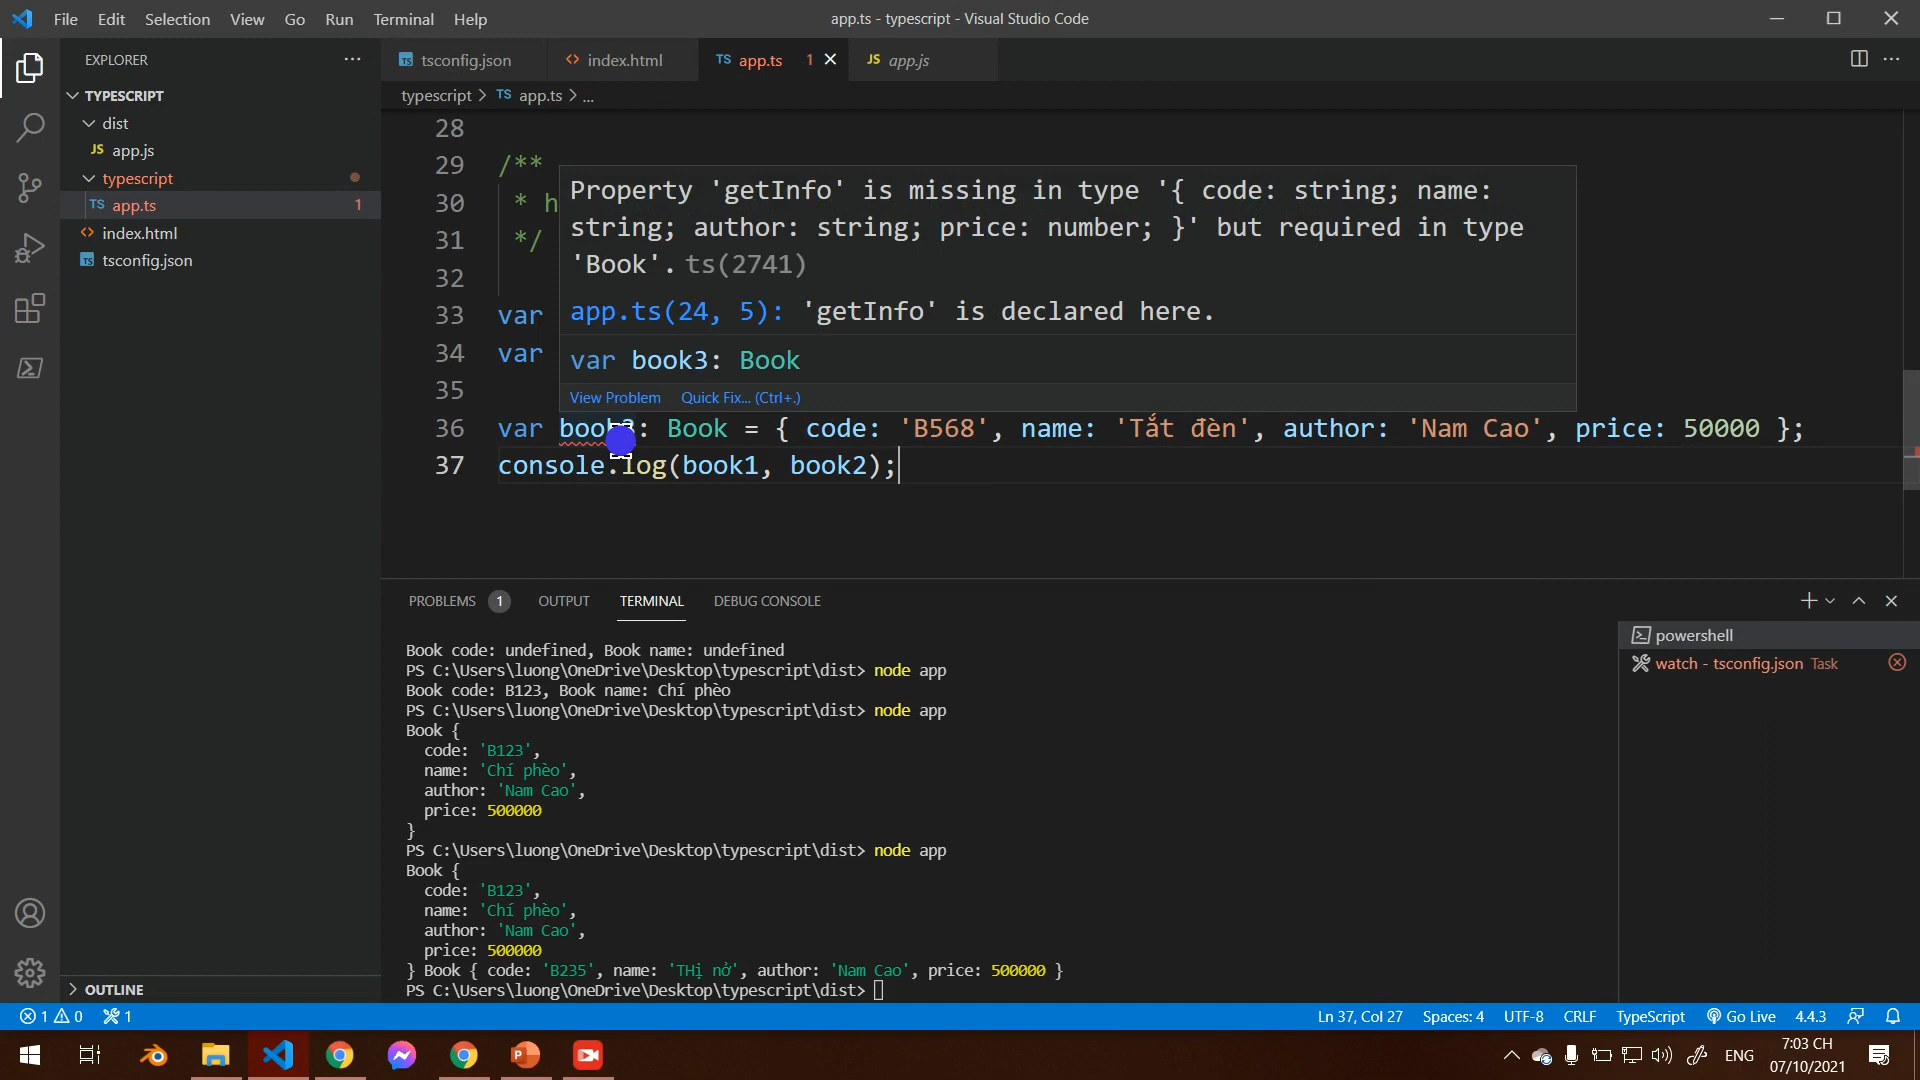 File Edit Selection View Go Run Terminal Help
app.ts - typescript - Visual Studio Code
EXPLORER
TYPESCRIPT
dist
JS app.js
typescript
TS app.ts 1
index.html
TS tsconfig.json
OUTLINE
TS tsconfig.json
index.html
TS app.ts 1
JS app.js
typescript > TS app.ts > ...
28
29 /**
30 * h
31 */
32
33 var
34 var
35
Property 'getInfo' is missing in type '{ code: string; name:
string; author: string; price: number; }' but required in type
'Book'. ts(2741)
app.ts(24, 5): 'getInfo' is declared here.
var book3: Book
View Problem Quick Fix... (Ctrl+.)
36 var book3: Book = { code: 'B568', name: 'Tắt đèn', author: 'Nam Cao', price: 50000 };
37 console.log(book1, book2);
PROBLEMS 1 OUTPUT TERMINAL DEBUG CONSOLE
Book code: undefined, Book name: undefined
PS C:\Users\luong\OneDrive\Desktop\typescript\dist> node app
Book code: B123, Book name: Chí phèo
PS C:\Users\luong\OneDrive\Desktop\typescript\dist> node app
Book {
code: 'B123',
name: 'Chí phèo',
author: 'Nam Cao',
price: 500000
}
PS C:\Users\luong\OneDrive\Desktop\typescript\dist> node app
Book {
code: 'B123',
name: 'Chí phèo',
author: 'Nam Cao',
price: 500000
} Book { code: 'B235', name: 'THị nở', author: 'Nam Cao', price: 500000 }
PS C:\Users\luong\OneDrive\Desktop\typescript\dist>
powershell
watch - tsconfig.json Task
1 0 1
Ln 37, Col 27 Spaces: 4 UTF-8 CRLF TypeScript Go Live 4.4.3
ENG
7:03 CH
07/10/2021